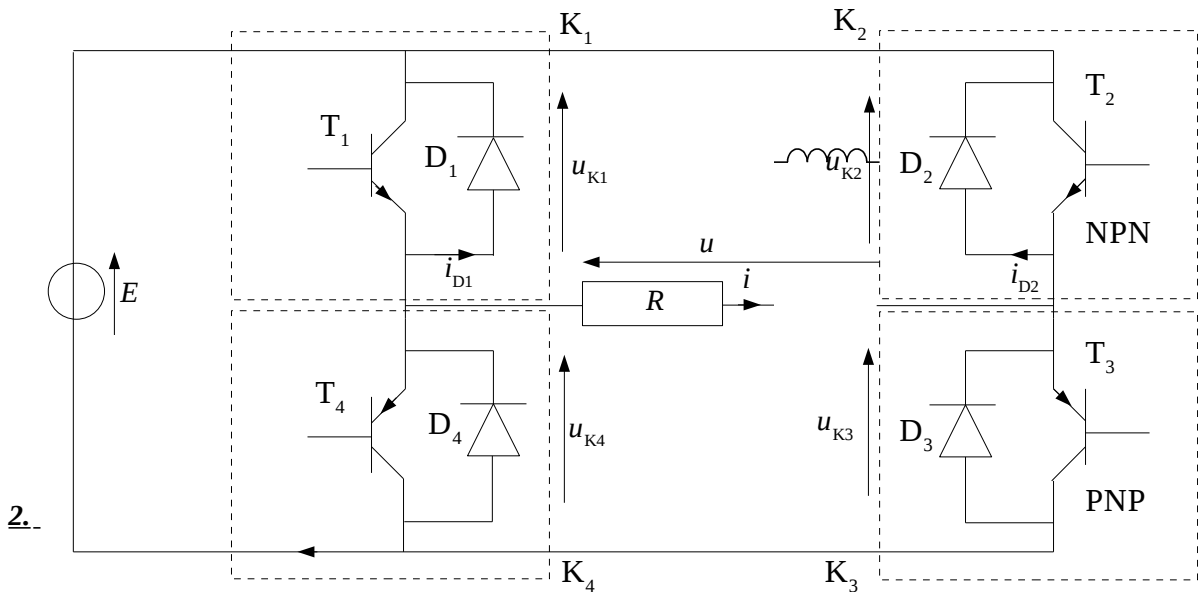 K1
K2
T1
D1
uK1
uK2
D2
T2
NPN
iD1
u
iD2
E
R
i
T4
D4
uK4
uK3
D3
T3
PNP
2.
K4
K3